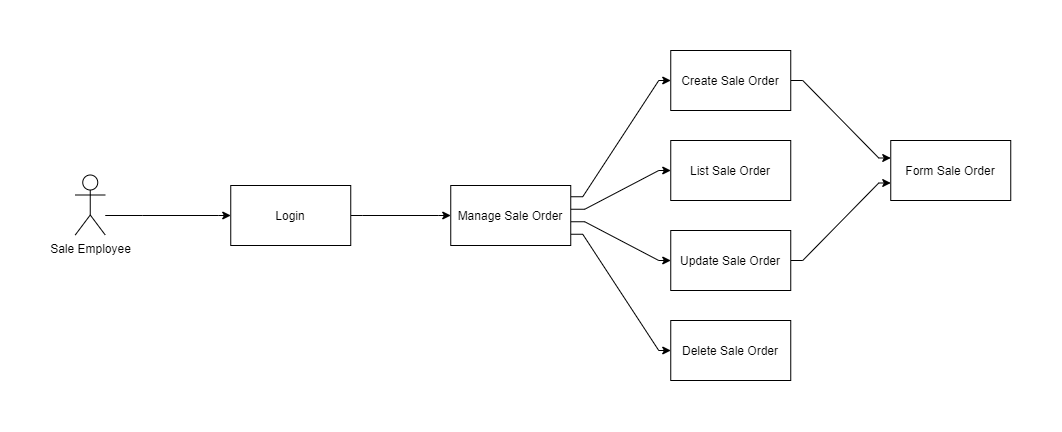 Sale Employee
Login
Manage Sale Order
Create Sale Order
List Sale Order
Update Sale Order
Delete Sale Order
Form Sale Order